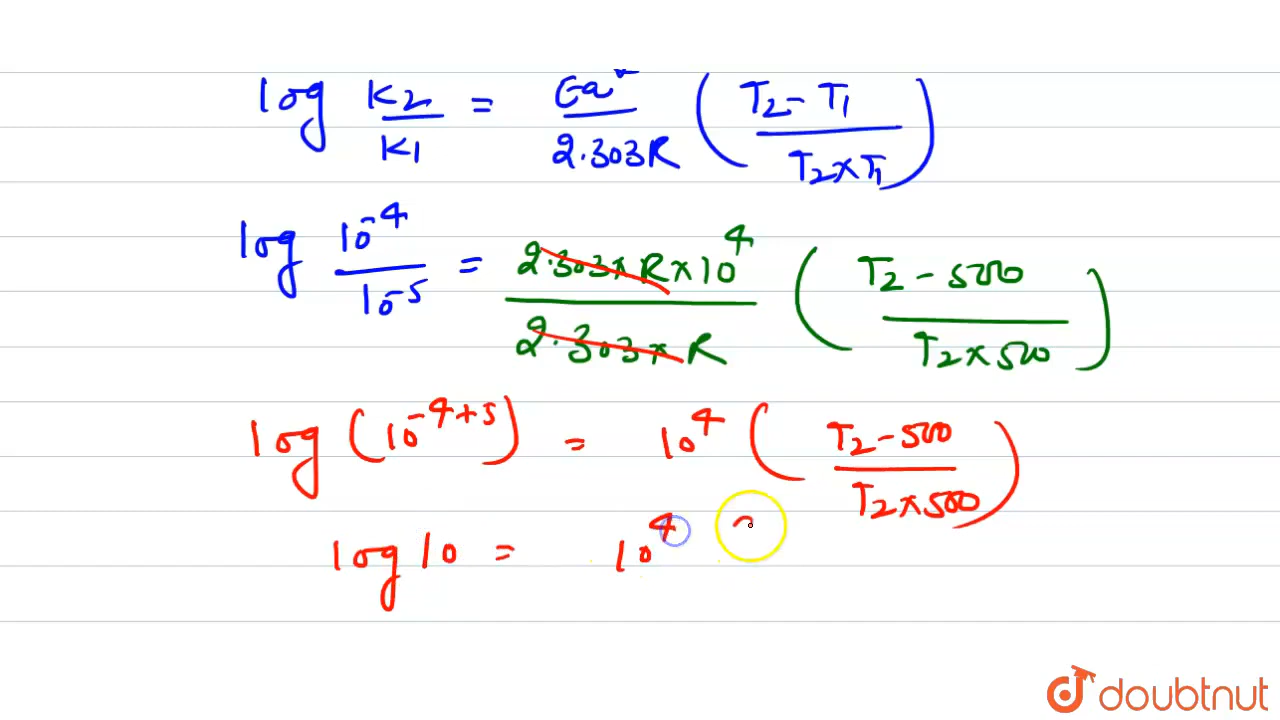 log K2/K1 = Ea/2.303R (T2 - T1 / T2 x T1)
log 10^-4/10^-5 = 2.303 x R x 10^4 / 2.303 x R (T2 - 500 / T2 x 500)
log (10^-4+5) = 10^4 (T2 - 500 / T2 x 500)
log 10 = 10^4
doubtnut